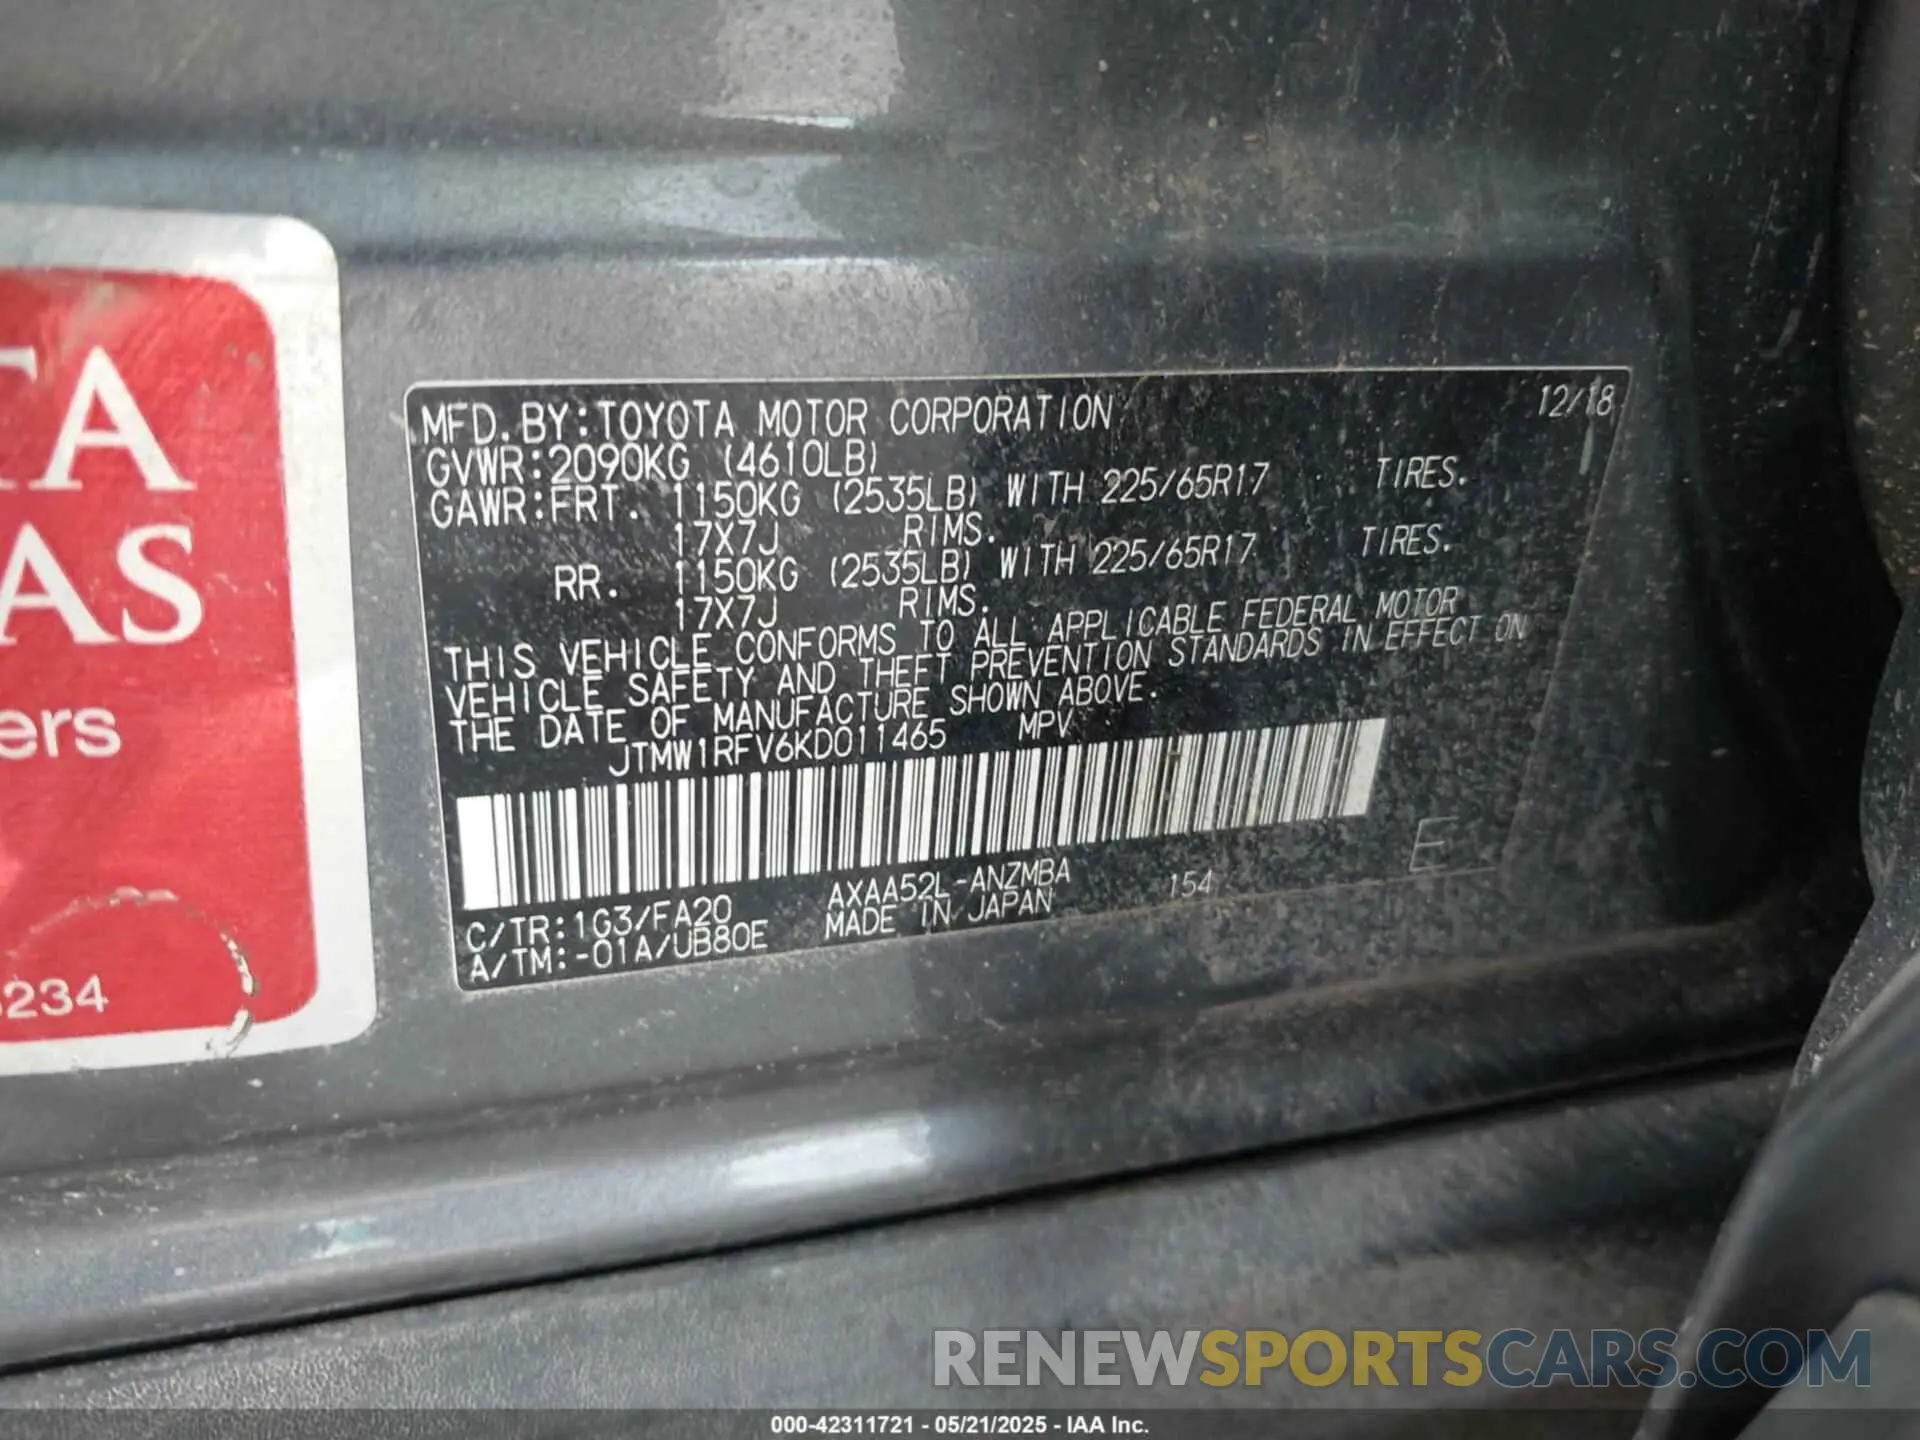 TA
AS
ers
234
MFD. BY: TOYOTA MOTOR CORPORATION 12/18
GVWR: 2090KG (4610LB)
GAWR: FRT. 1150KG (2535LB) WITH 225/65R17 TIRES.
17X7J RIMS.
RR. 1150KG (2535LB) WITH 225/65R17 TIRES.
17X7J RIMS.
THIS VEHICLE CONFORMS TO ALL APPLICABLE FEDERAL MOTOR
VEHICLE SAFETY AND THEFT PREVENTION STANDARDS IN EFFECT ON
THE DATE OF MANUFACTURE SHOWN ABOVE.
JTMW1RFV6KD011465 MPV
C/TR: 1G3/FA20 AXAA52L-ANZMBA 154 E
A/TM: -01A/UB80E MADE IN JAPAN
RENEWSPORTSCARS.COM
000-42311721 - 05/21/2025 - IAA Inc.